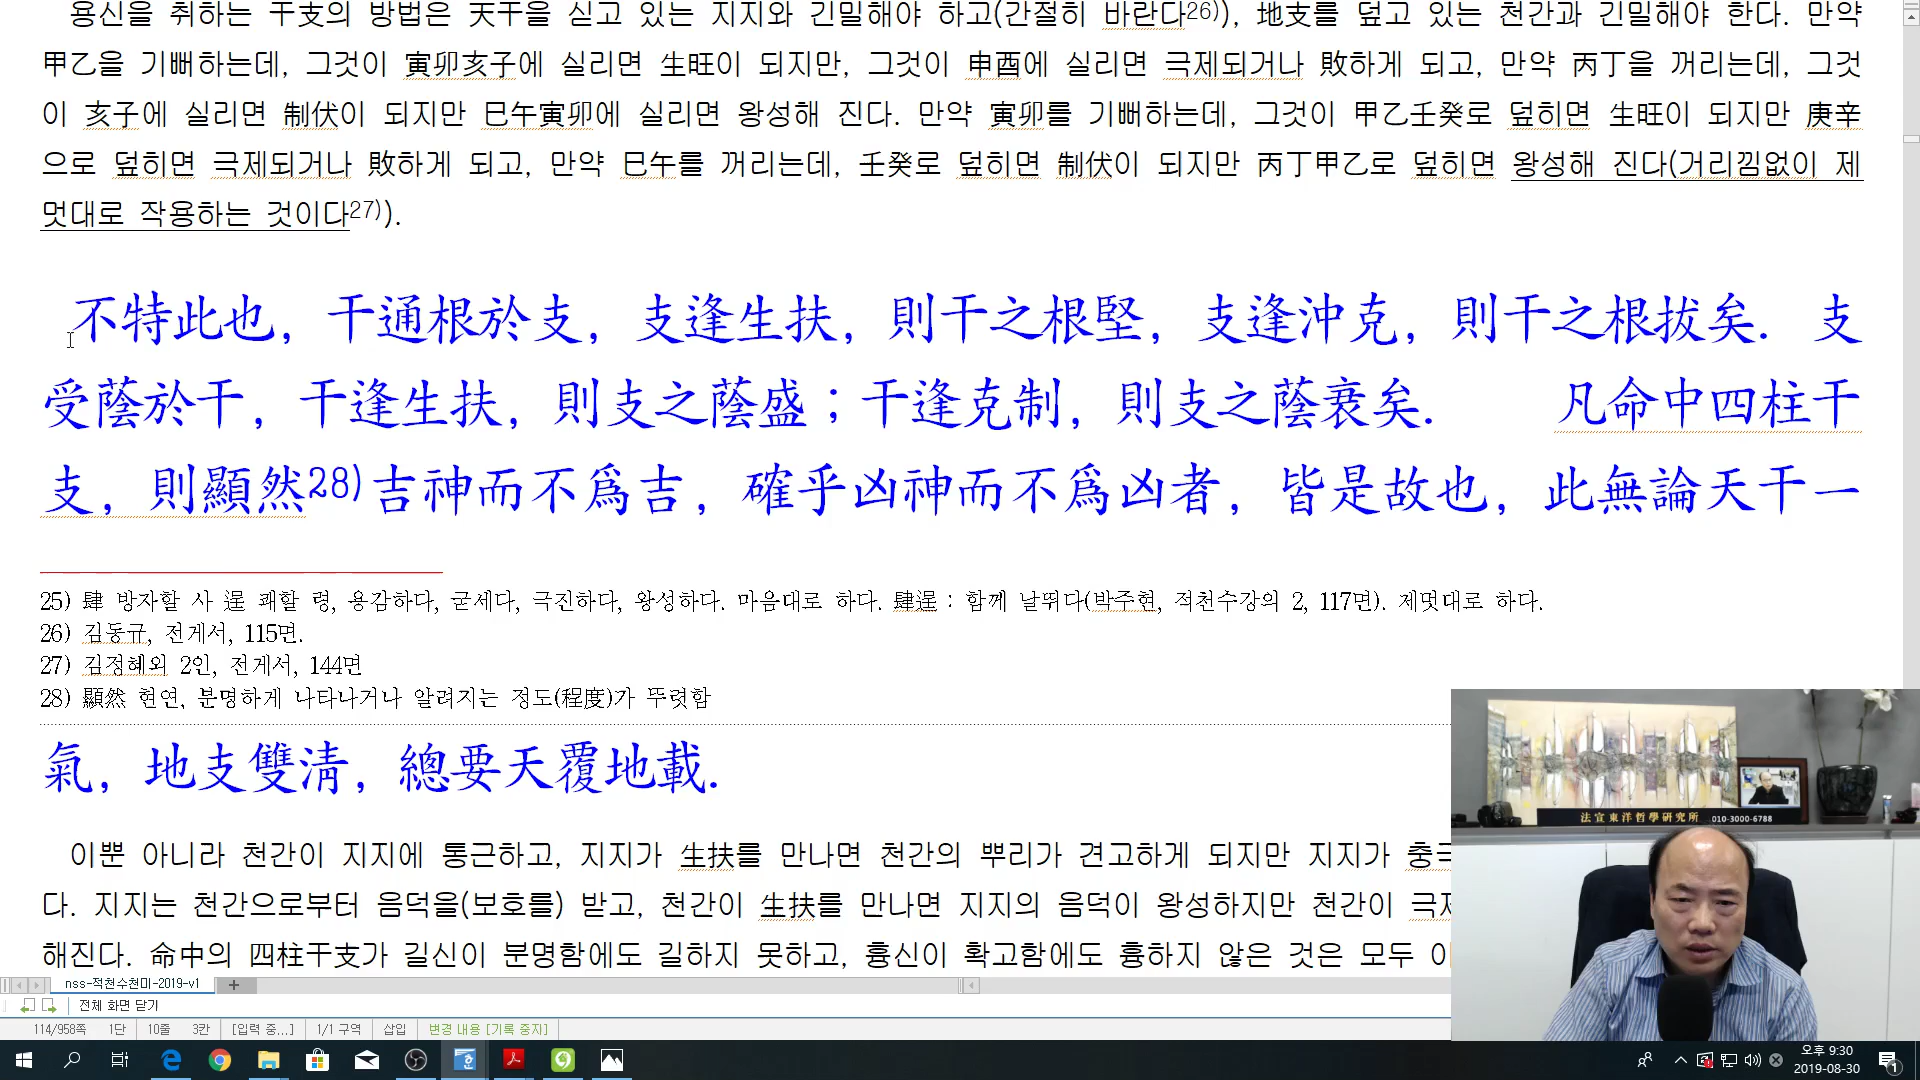 용신을 취하는 干支의 방법은 天干을 싣고 있는 지지와 긴밀해야 하고(간절히 바란다26)), 地支를 덮고 있는 천간과 긴밀해야 한다. 만약
甲乙을 기뻐하는데, 그것이 寅卯亥子에 실리면 生旺이 되지만, 그것이 申酉에 실리면 극제되거나 敗하게 되고, 만약 丙丁을 꺼리는데, 그것
이 亥子에 실리면 制伏이 되지만 巳午寅卯에 실리면 왕성해 진다. 만약 寅卯를 기뻐하는데, 그것이 甲乙壬癸로 덮히면 生旺이 되지만 庚辛
으로 덮히면 극제되거나 敗하게 되고, 만약 巳午를 꺼리는데, 壬癸로 덮히면 制伏이 되지만 丙丁甲乙로 덮히면 왕성해 진다(거리낌없이 제
멋대로 작용하는 것이다27)).
不特此也, 干通根於支, 支逢生扶, 則干之根堅, 支逢沖克, 則干之根拔矣. 支
受蔭於干, 干逢生扶, 則支之蔭盛；干逢克制, 則支之蔭衰矣. 凡命中四柱干
支, 則顯然28)吉神而不爲吉, 確乎凶神而不爲凶者, 皆是故也, 此無論天干一
25) 肆 방자할 사 逞 쾌할 령, 용감하다, 굳세다, 극진하다, 왕성하다. 마음대로 하다. 肆逞 : 함께 날뛰다(박주현, 적천수강의 2, 117면). 제멋대로 하다.
26) 김동규, 전게서, 115면.
27) 김정혜외 2인, 전게서, 144면
28) 顯然 현연, 분명하게 나타나거나 알려지는 정도(程度)가 뚜렷함
氣, 地支雙淸, 總要天覆地載.
이뿐 아니라 천간이 지지에 통근하고, 지지가 生扶를 만나면 천간의 뿌리가 견고하게 되지만 지지가 충극
다. 지지는 천간으로부터 음덕을(보호를) 받고, 천간이 生扶를 만나면 지지의 음덕이 왕성하지만 천간이 극제
해진다. 命中의 四柱干支가 길신이 분명함에도 길하지 못하고, 흉신이 확고함에도 흉하지 않은 것은 모두 이
法宣東洋哲學硏究所 010-3000-6788
nss-적천수천미-2019-v1
전체 화면 닫기
114/958쪽 1단 10줄 3칸 [입력 중...] 1/1 구역 삽입 변경 내용 [기록 중지]
오후 9:30
2019-08-30